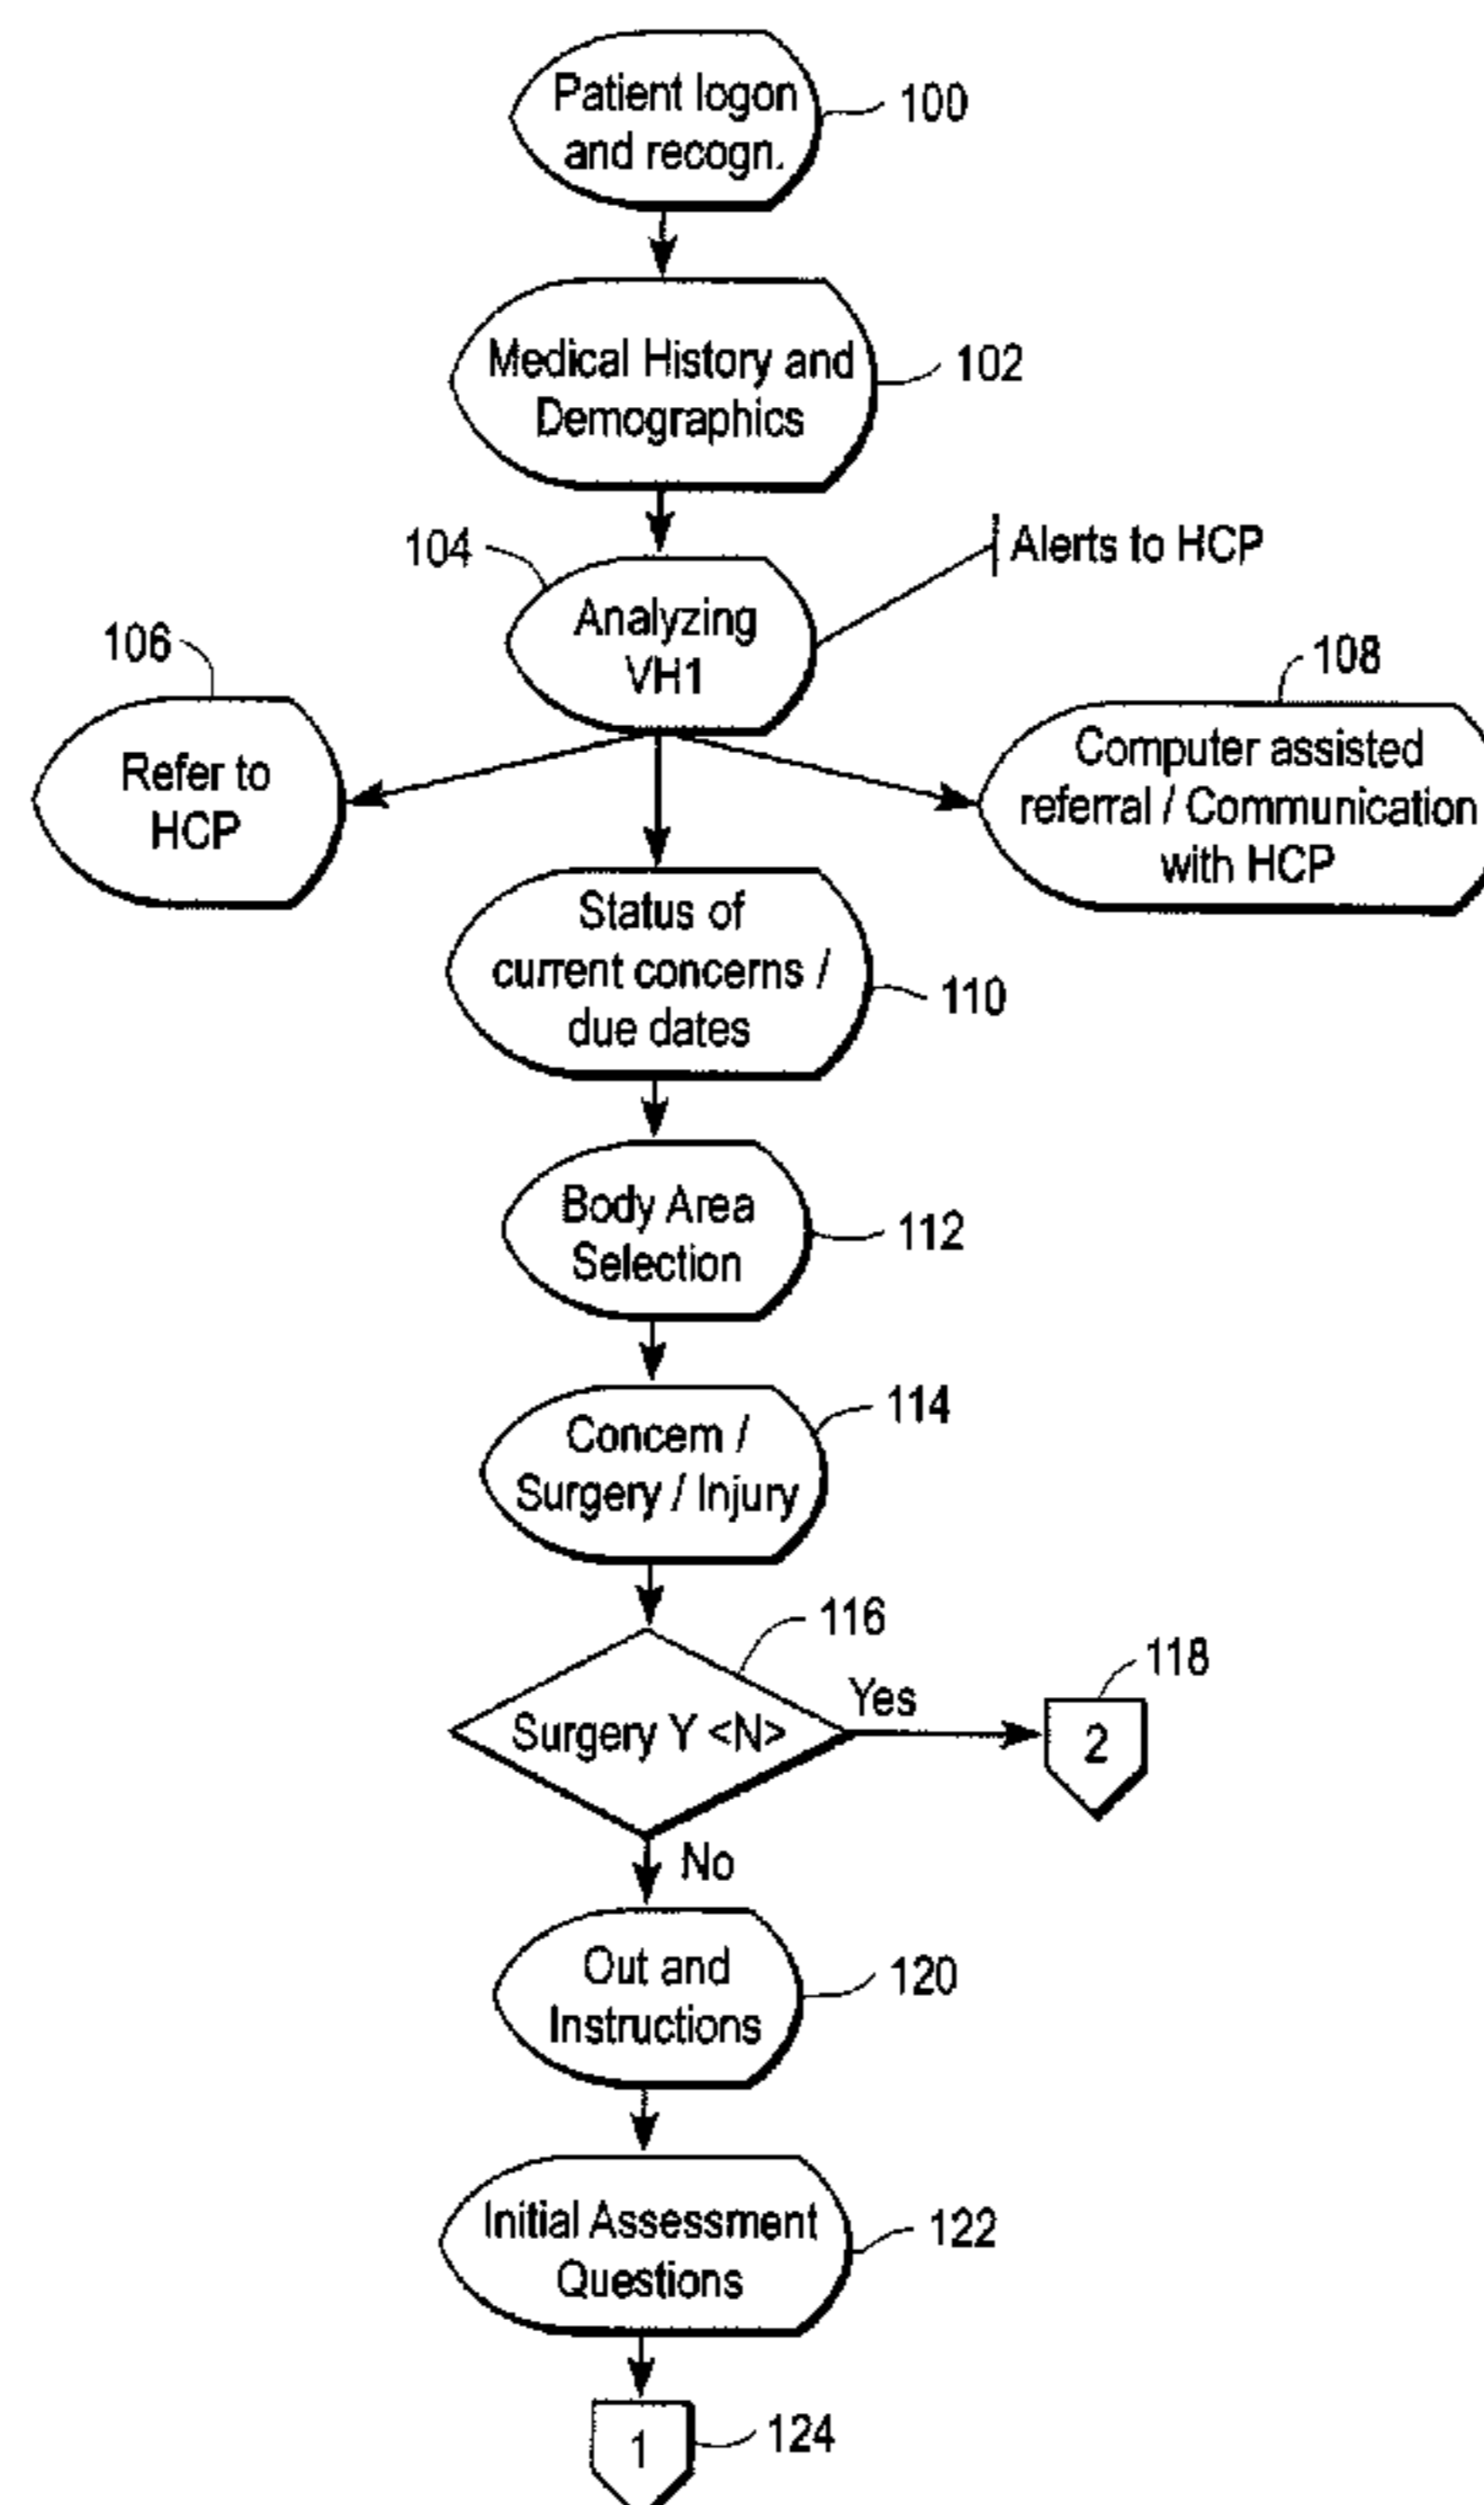 Patient logon
and recogn.
100
Medical History and
Demographics
102
104
Alerts to HCP
Analyzing
VH1
106
108
Refer to
HCP
Computer assisted
referral / Communication
with HCP
Status of
current concerns /
due dates
110
Body Area
Selection
112
114
Concern /
Surgery / Injury
116
118
Yes
Surgery Y <N>
2
No
Out and
Instructions
120
Initial Assessment
Questions
122
1
124